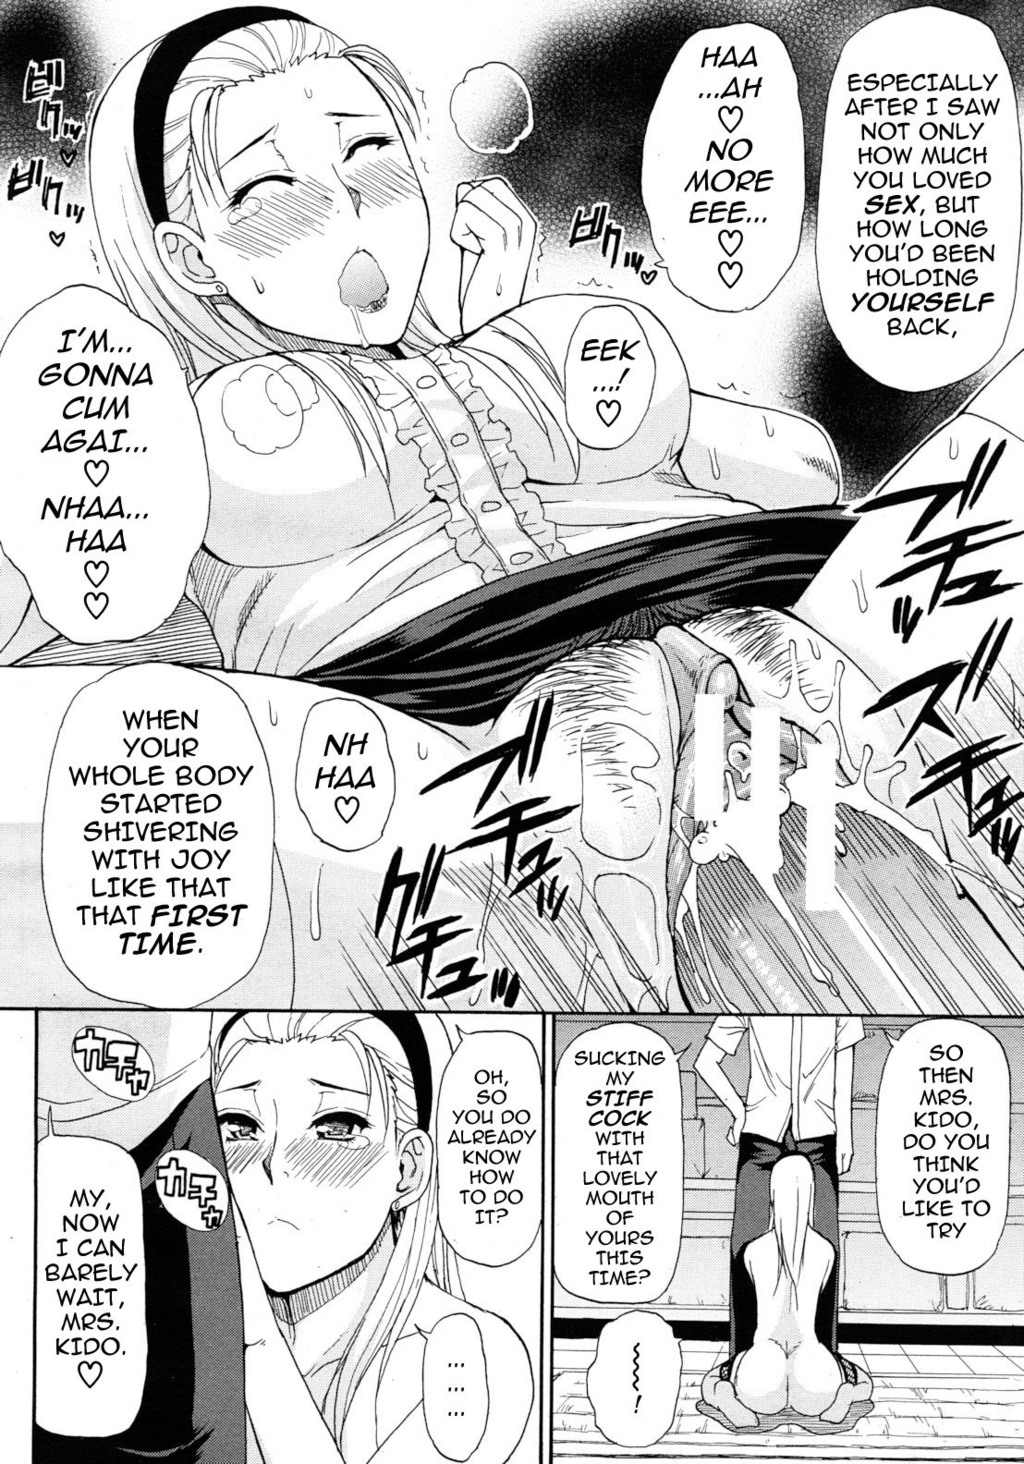 ESPECIALLY
AFTER I SAW
NOT ONLY
HOW MUCH
YOU LOVED
SEX, BUT
HOW LONG
YOU'D BEEN
HOLDING
YOURSELF
BACK,
HAA
...AH
♡
NO
MORE
EEE...
♡
♡
ビクッ♡
ビクッ♡
ビクッ♡
EEK
...!
♡
I'M...
GONNA
CUM
AGAI...
♡
NHAA...
HAA
♡
♡
ブチュッ
ズチュッ
NH
HAA
♡
WHEN
YOUR
WHOLE BODY
STARTED
SHIVERING
WITH JOY
LIKE THAT
THAT FIRST
TIME.
ズチュッ
グチュッ
SO
THEN
MRS.
KIDO,
DO YOU
THINK
YOU'D
LIKE TO
TRY
SUCKING
MY
STIFF
COCK
WITH
THAT
LOVELY
MOUTH
OF
YOURS
THIS
TIME?
!
OH,
SO
YOU DO
ALREADY
KNOW
HOW
TO DO
IT?
...
...
...
カチャ
カチャ
MY,
NOW
I CAN
BARELY
WAIT,
MRS.
KIDO.
♡